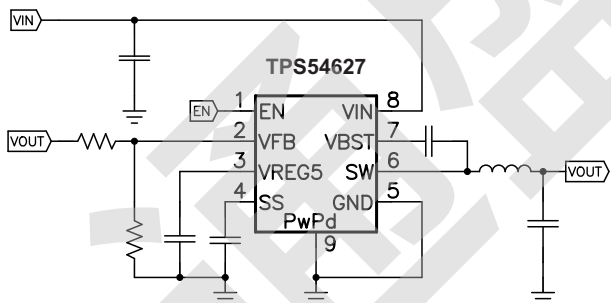 VIN
TPS54627
1 EN VIN 8
EN
VOUT
2 VFB VBST 7
3 VREG5 SW 6
VOUT
4 SS GND 5
PwPd
9